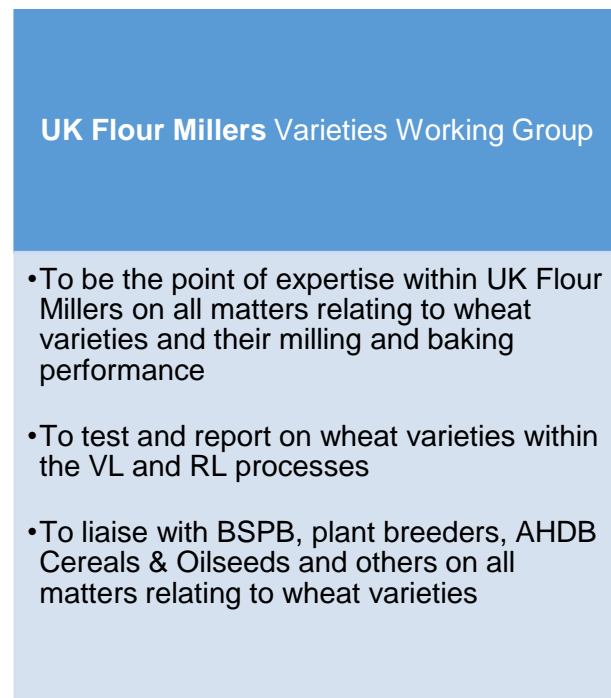 UK Flour Millers Varieties Working Group
•To be the point of expertise within UK Flour
Millers on all matters relating to wheat
varieties and their milling and baking
performance
•To test and report on wheat varieties within
the VL and RL processes
•To liaise with BSPB, plant breeders, AHDB
Cereals & Oilseeds and others on all
matters relating to wheat varieties